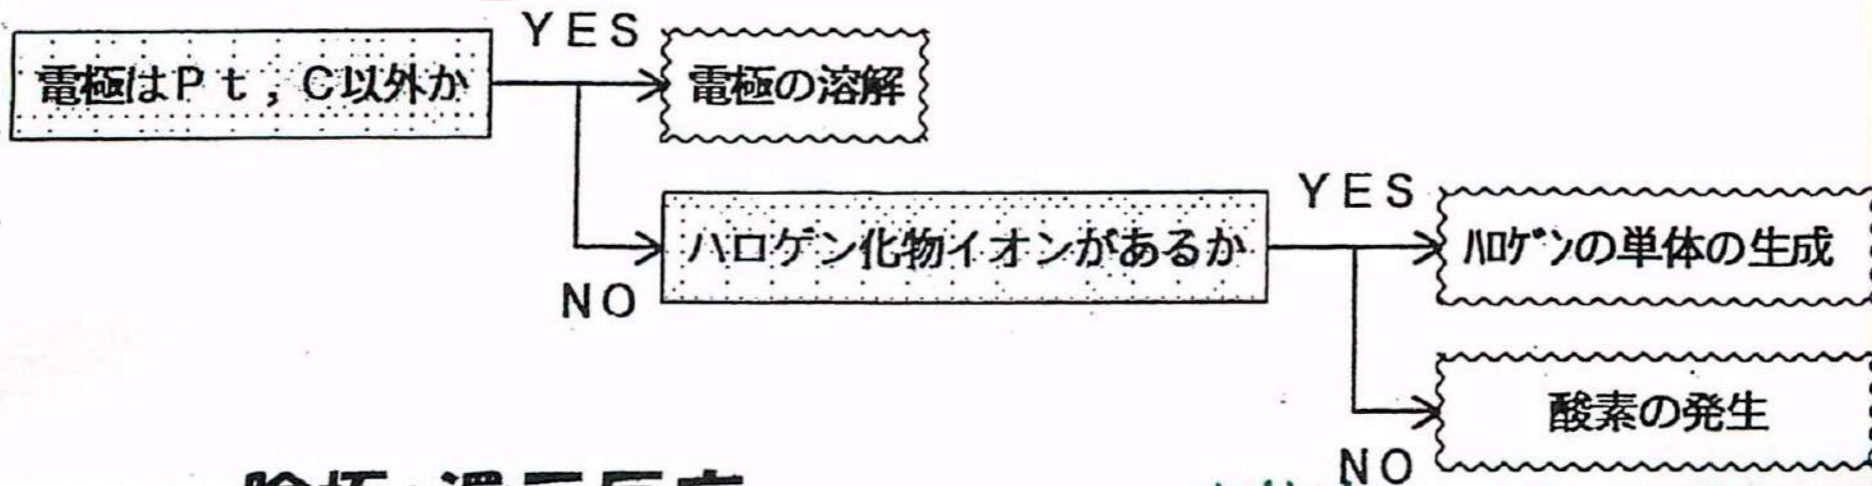 YES
電極はPt,C以外か
電極の溶解
YES
ハロゲン化物イオンがあるか
ハロゲンの単体の生成
NO
酸素の発生
NO